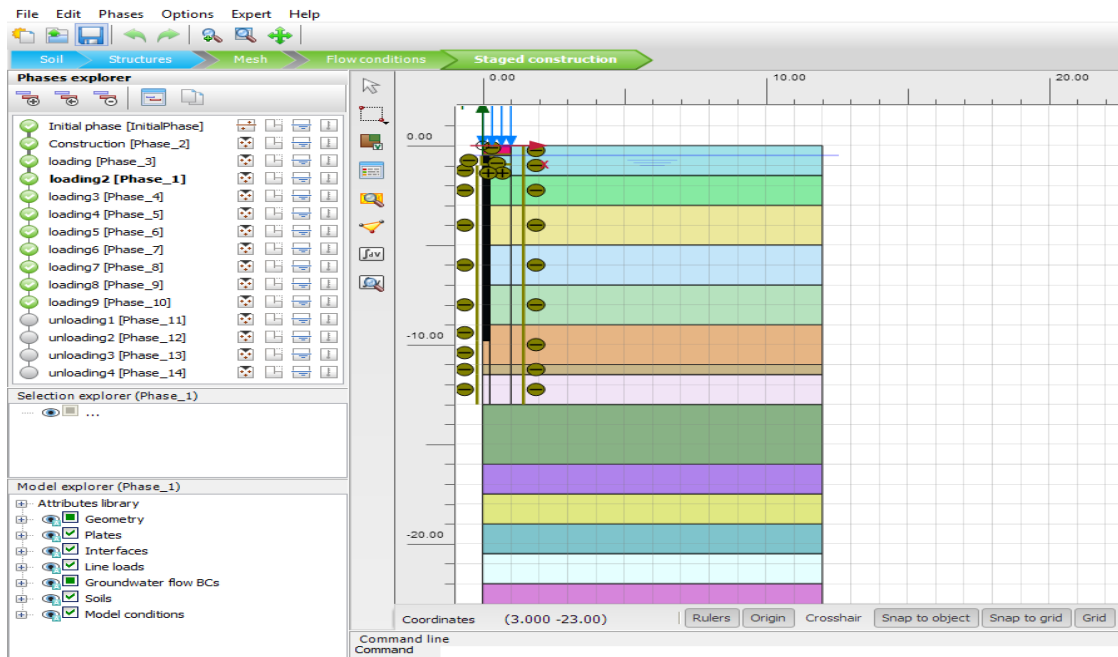 File Edit Phases Options Expert Help
Soil Structures Mesh Flow conditions Staged construction
Phases explorer
Initial phase [InitialPhase]
Construction [Phase_2]
loading [Phase_3]
loading2 [Phase_1]
loading3 [Phase_4]
loading4 [Phase_5]
loading5 [Phase_6]
loading6 [Phase_7]
loading7 [Phase_8]
loading8 [Phase_9]
loading9 [Phase_10]
unloading1 [Phase_11]
unloading2 [Phase_12]
unloading3 [Phase_13]
unloading4 [Phase_14]
Selection explorer (Phase_1)
...
Model explorer (Phase_1)
Attributes library
Geometry
Plates
Interfaces
Line loads
Groundwater flow BCs
Soils
Model conditions
∫dv
0.00 10.00 20.00
0.00
-10.00
-20.00
x
Coordinates (3.000 -23.00) Rulers Origin Crosshair Snap to object Snap to grid Grid
Command line
Command